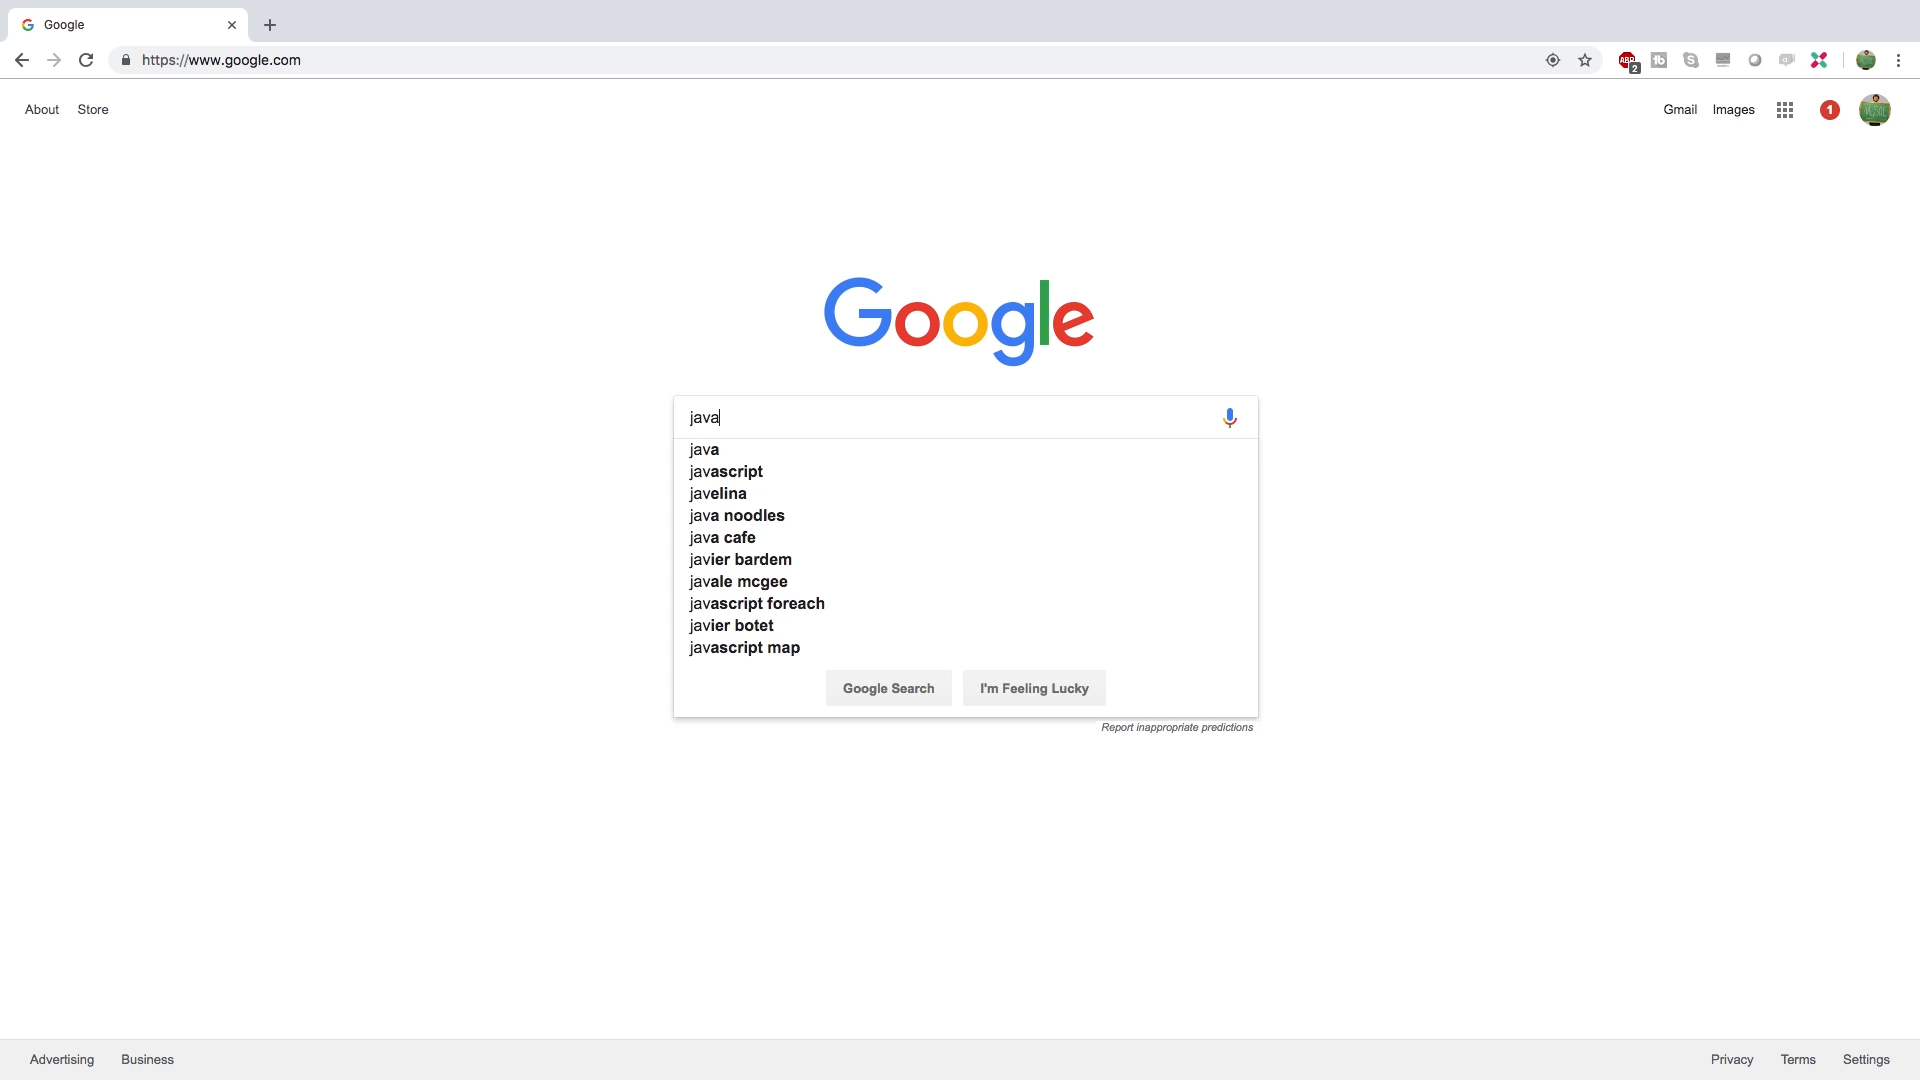 Google
https://www.google.com
ABP
2
About Store
Gmail Images
1
Google
java
java
javascript
javelina
java noodles
java cafe
javier bardem
javale mcgee
javascript foreach
javier botet
javascript map
Google Search I'm Feeling Lucky
Report inappropriate predictions
Advertising Business
Privacy Terms Settings